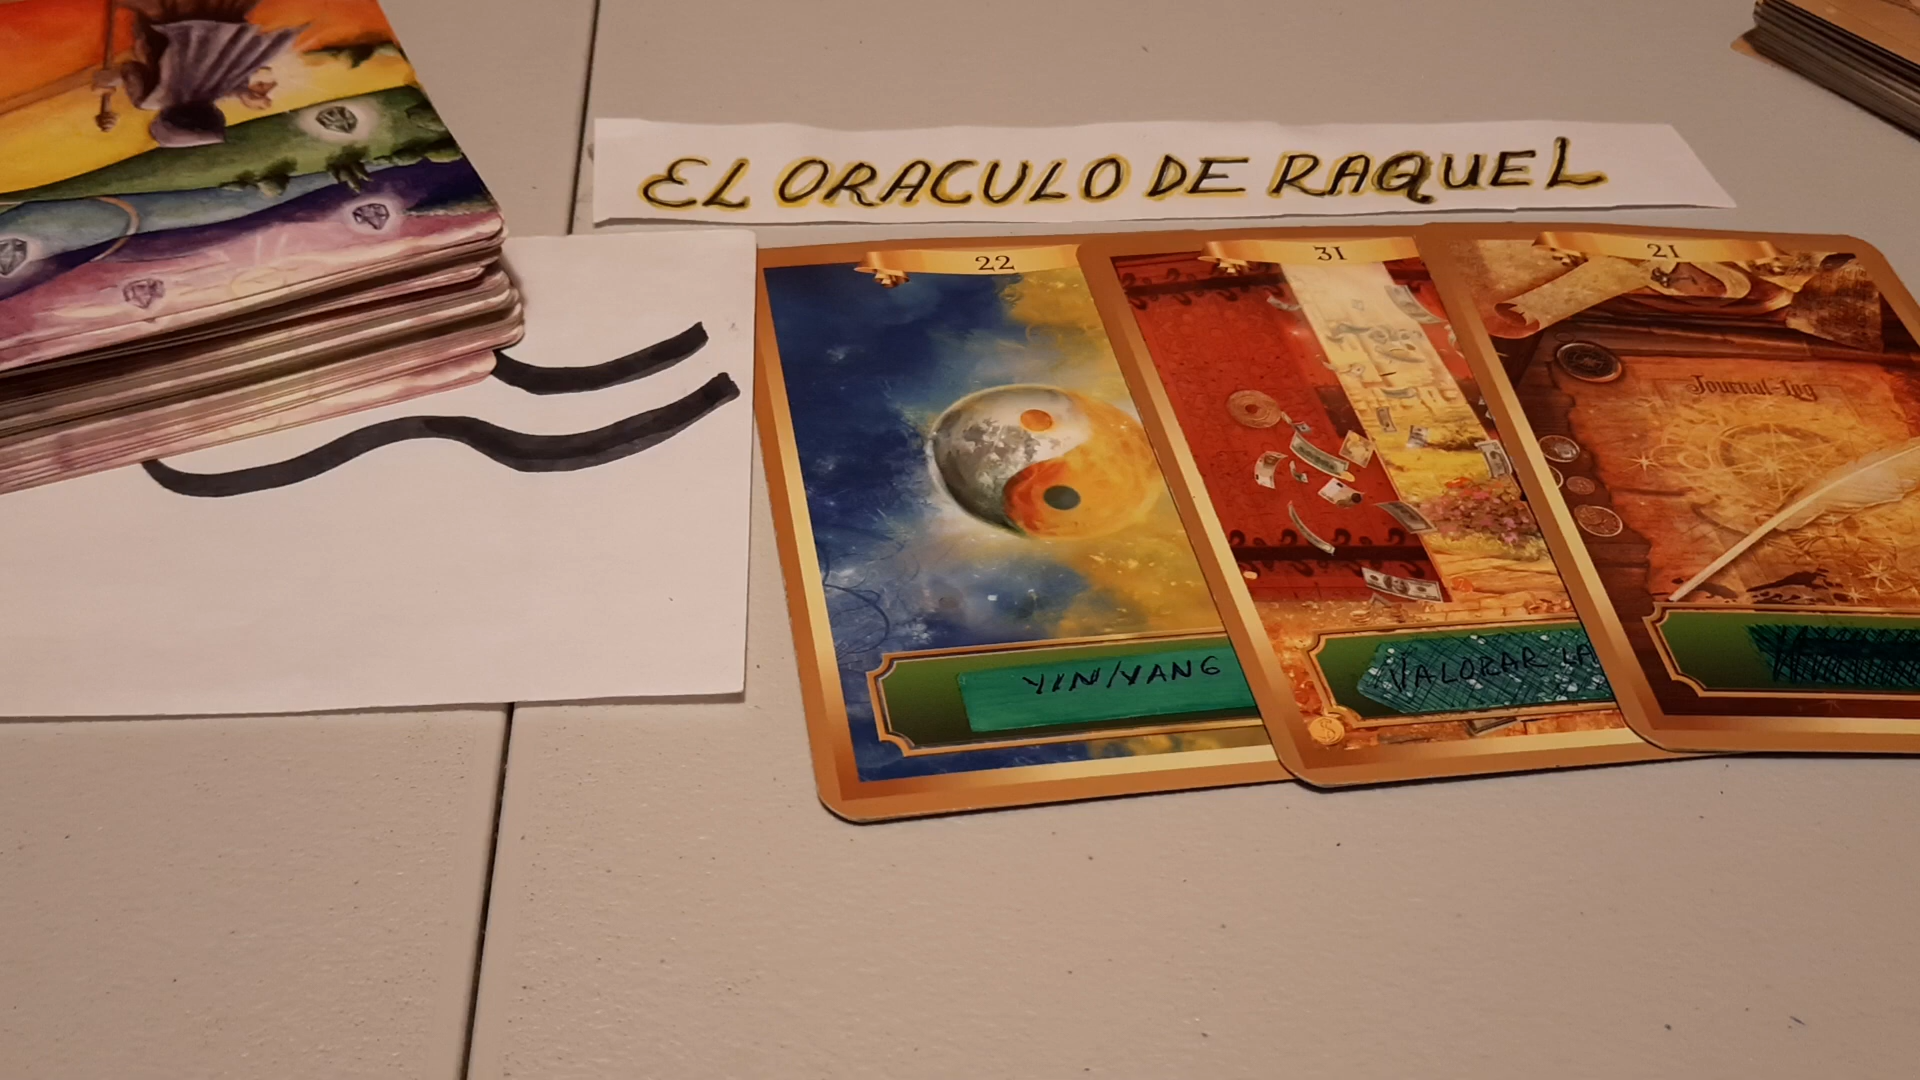 EL ORACULO DE RAQUEL
22
31
21
Journal-Log
YIN/YANG
VALORAR LA